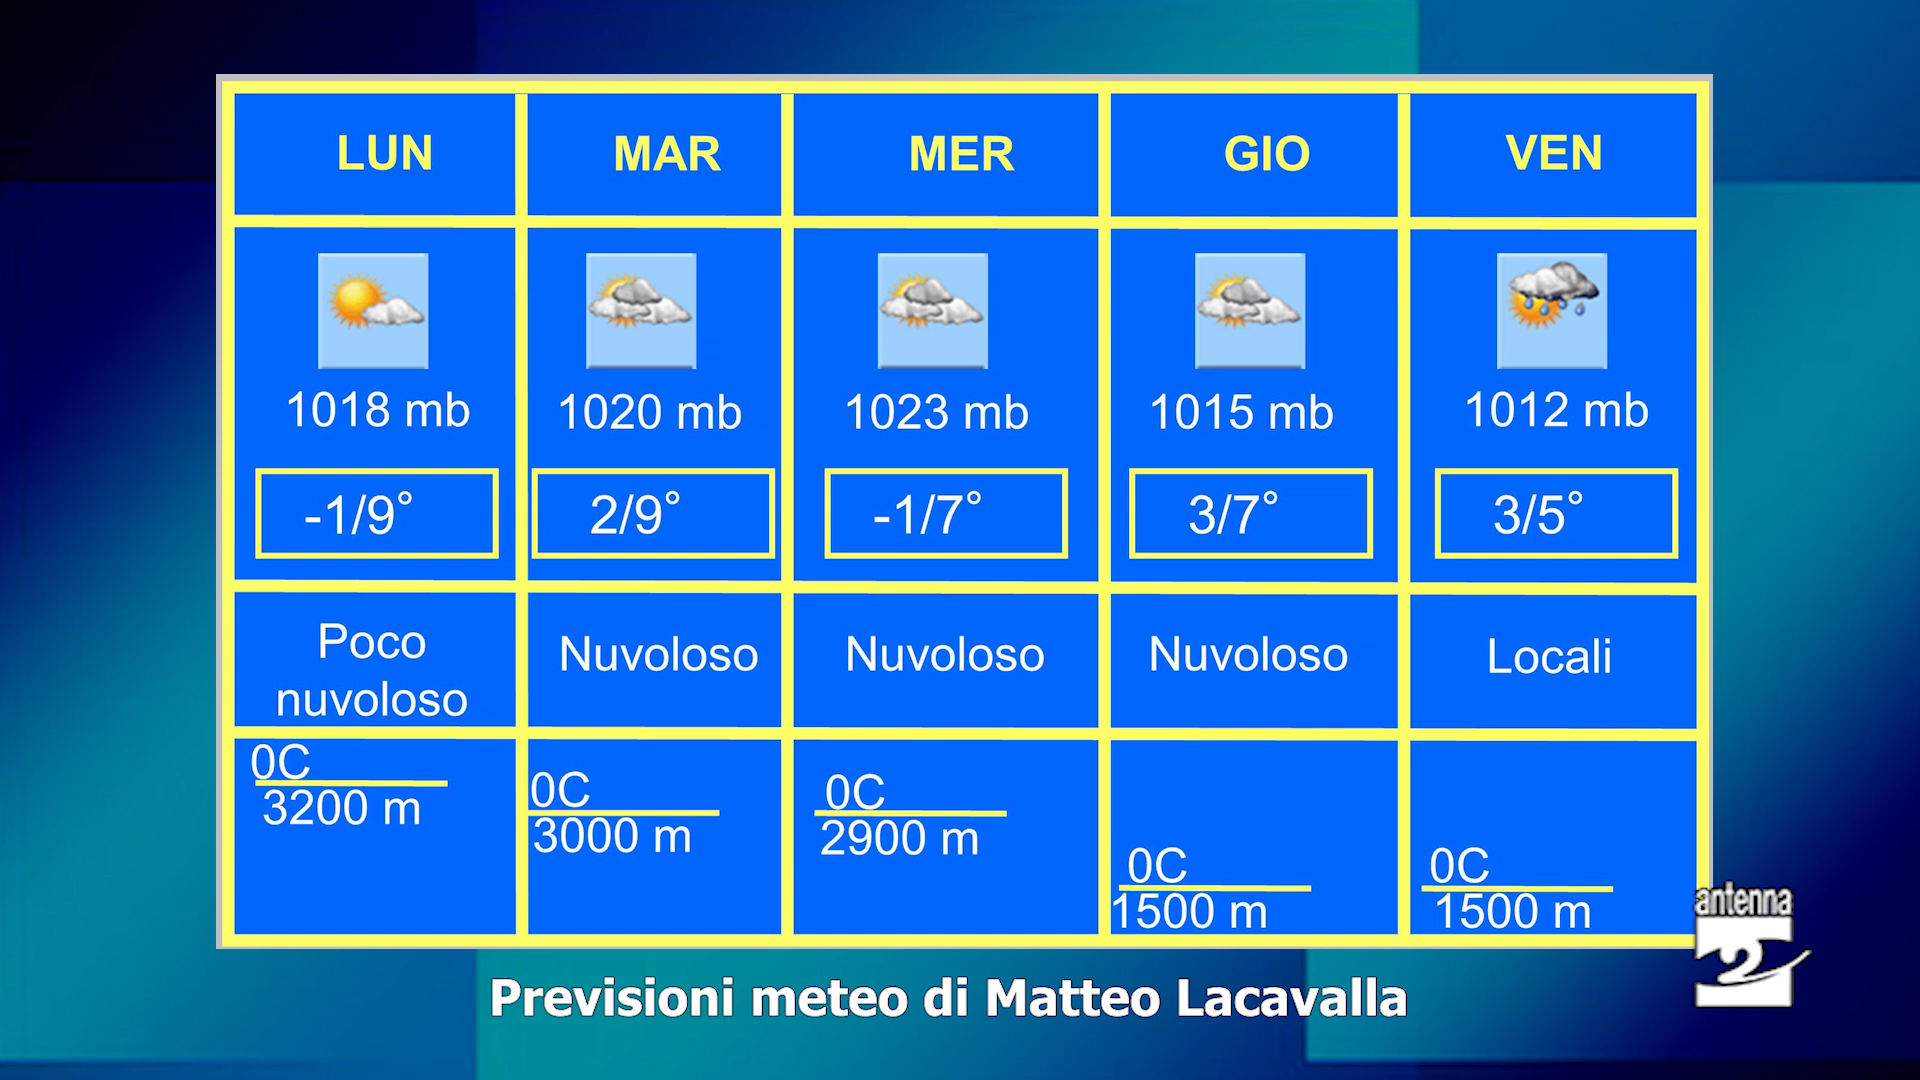 LUN MAR MER GIO VEN
1018 mb 1020 mb 1023 mb 1015 mb 1012 mb
-1/9° 2/9° -1/7° 3/7° 3/5°
Poco
nuvoloso
Nuvoloso
Nuvoloso
Nuvoloso
Locali
0C
3200 m
0C
3000 m
0C
2900 m
0C
1500 m
0C
1500 m
antenna
2
Previsioni meteo di Matteo Lacavalla